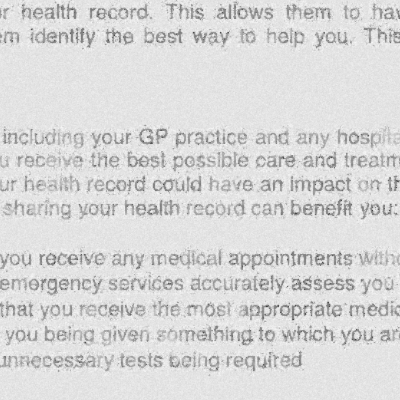 r health record. This allows them to hav
em identify the best way to help you. This
including your GP practice and any hospita
u receive the best possible care and treatm
ur health record could have an impact on th
sharing your health record can benefit you:
you receive any medical appointments witho
emergency services accurately assess you
that you receive the most appropriate medic
you being given something to which you are
unnecessary tests being required